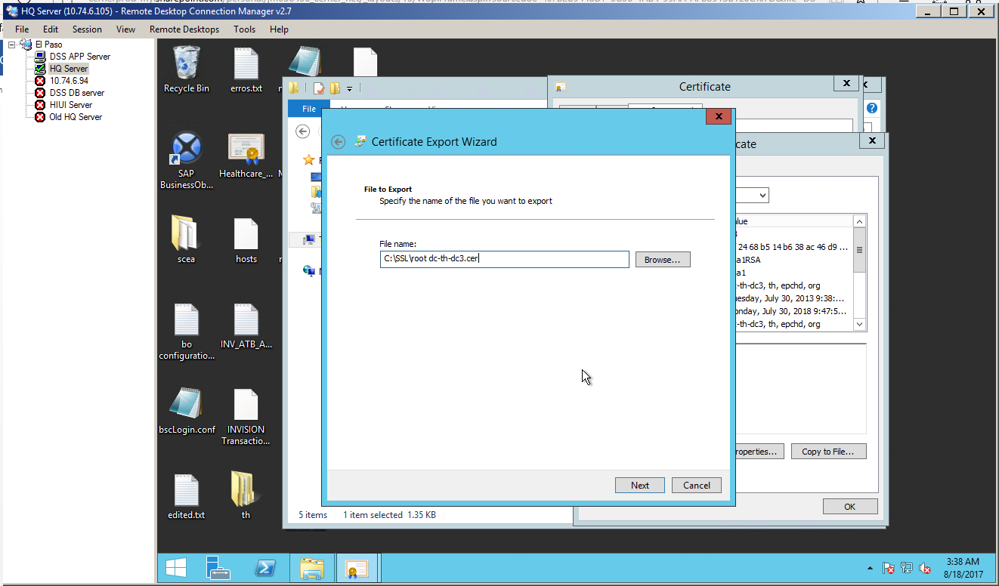 HQ Server (10.74.6.105) - Remote Desktop Connection Manager v2.7
File Edit Session View Remote Desktops Tools Help
El Paso
DSS APP Server
HQ Server
10.74.6.94
DSS DB server
HIUI Server
Old HQ Server
Recycle Bin
erros.txt
SAP
BusinessOb...
Healthcare_...
scea
hosts
bo
configuratio...
INV_ATB_A...
bscLogin.conf
INVISION
Transactio...
edited.txt
th
File
Certificate
Certificate Export Wizard
File to Export
Specify the name of the file you want to export
File name:
C:\SSL\root dc-th-dc3.cer
Browse...
Next
Cancel
cate
alue
24 68 b5 14 b6 38 ac 46 d9 ...
a1RSA
a1
-th-dc3, th, epchd, org
esday, July 30, 2013 9:38:...
onday, July 30, 2018 9:47:5...
-th-dc3, th, epchd, org
roperties...
Copy to File...
OK
5 items
1 item selected 1.35 KB
3:38 AM
8/18/2017